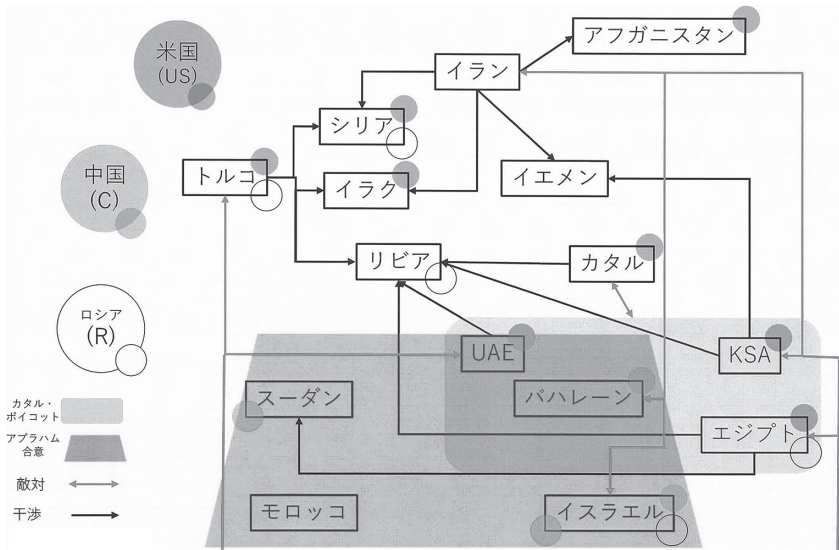 米国
(US)
アフガニスタン
イラン
シリア
中国
(C)
トルコ
イラク
イエメン
リビア
カタル
ロシア
(R)
UAE
KSA
スーダン
バハレーン
カタル・
ボイコット
エジプト
アブラハム
合意
敵対
モロッコ
イスラエル
干渉